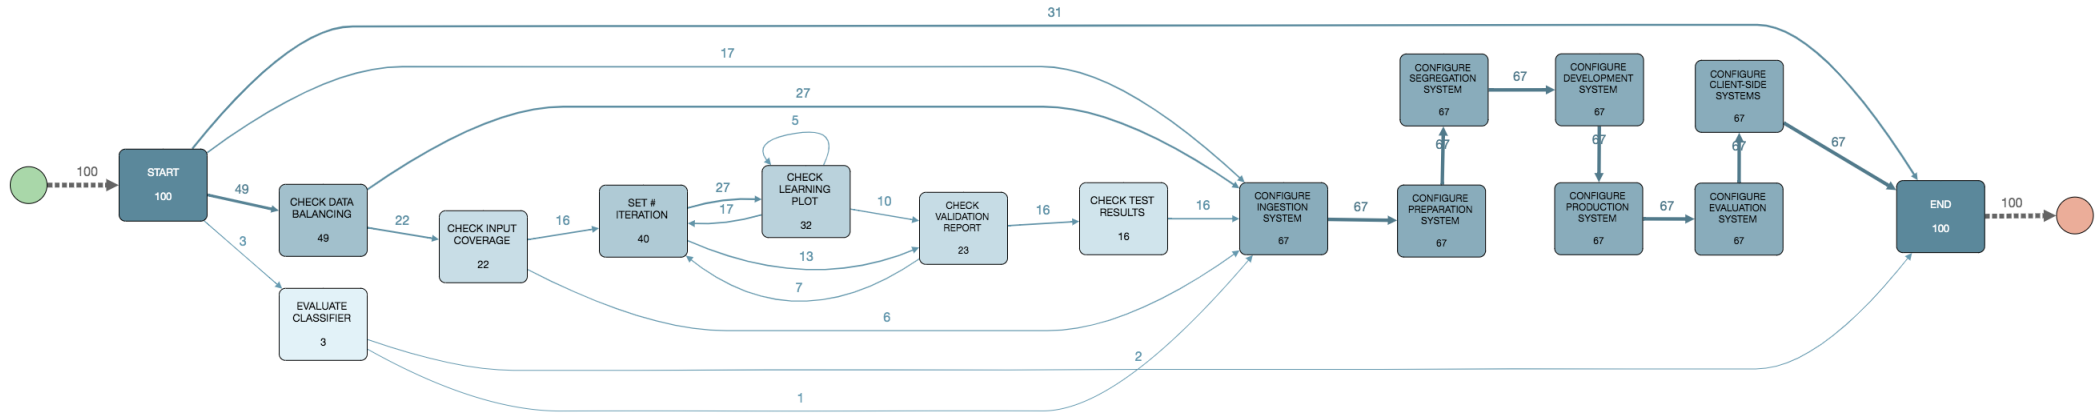 31
17
27
5
100
START
100
49
3
CHECK DATA
BALANCING
49
22
CHECK INPUT
COVERAGE
22
16
SET #
ITERATION
40
27
17
CHECK
LEARNING
PLOT
32
10
13
7
CHECK
VALIDATION
REPORT
23
16
CHECK TEST
RESULTS
16
16
6
EVALUATE
CLASSIFIER
3
2
1
CONFIGURE
INGESTION
SYSTEM
67
67
CONFIGURE
PREPARATION
SYSTEM
67
67
CONFIGURE
SEGREGATION
SYSTEM
67
67
CONFIGURE
DEVELOPMENT
SYSTEM
67
67
CONFIGURE
PRODUCTION
SYSTEM
67
67
CONFIGURE
EVALUATION
SYSTEM
67
67
CONFIGURE
CLIENT-SIDE
SYSTEMS
67
67
END
100
100